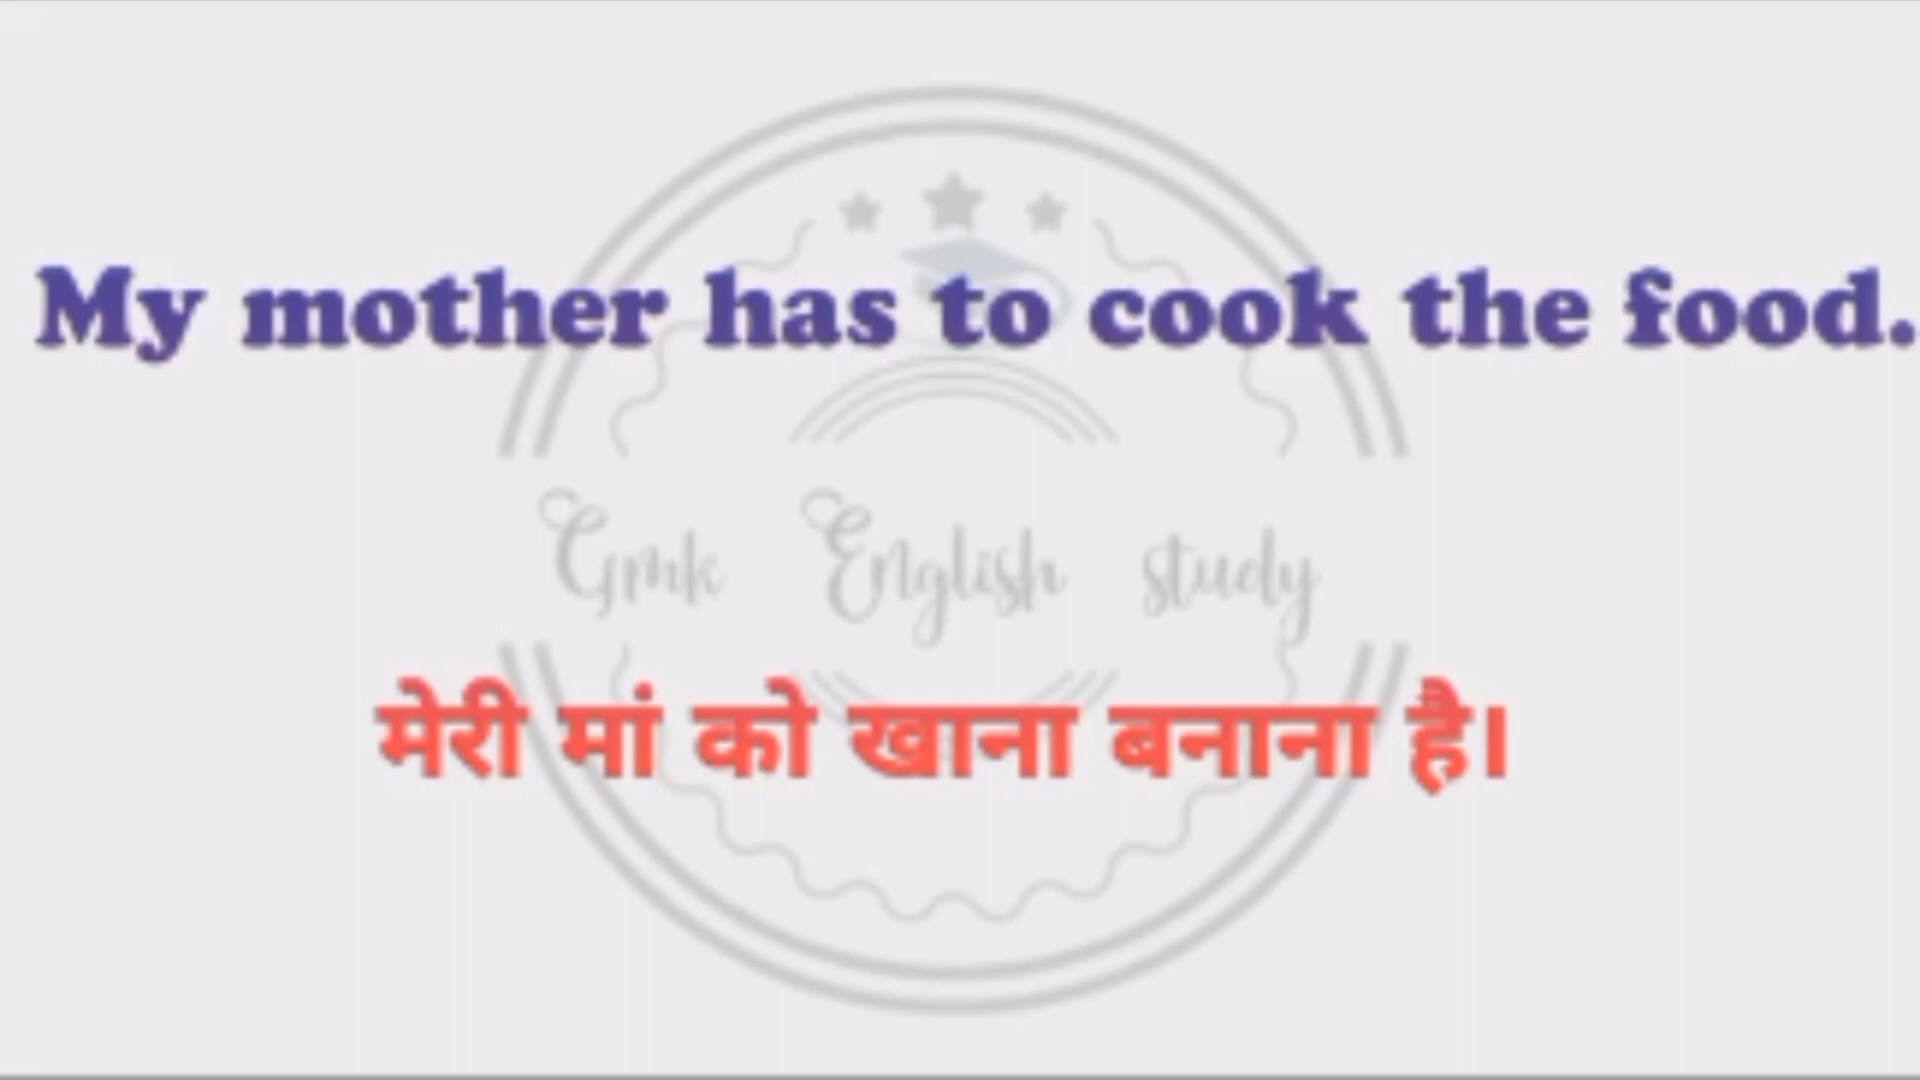 My mother has to cook the food.
Gmk English study
मेरी मां को खाना बनाना है।